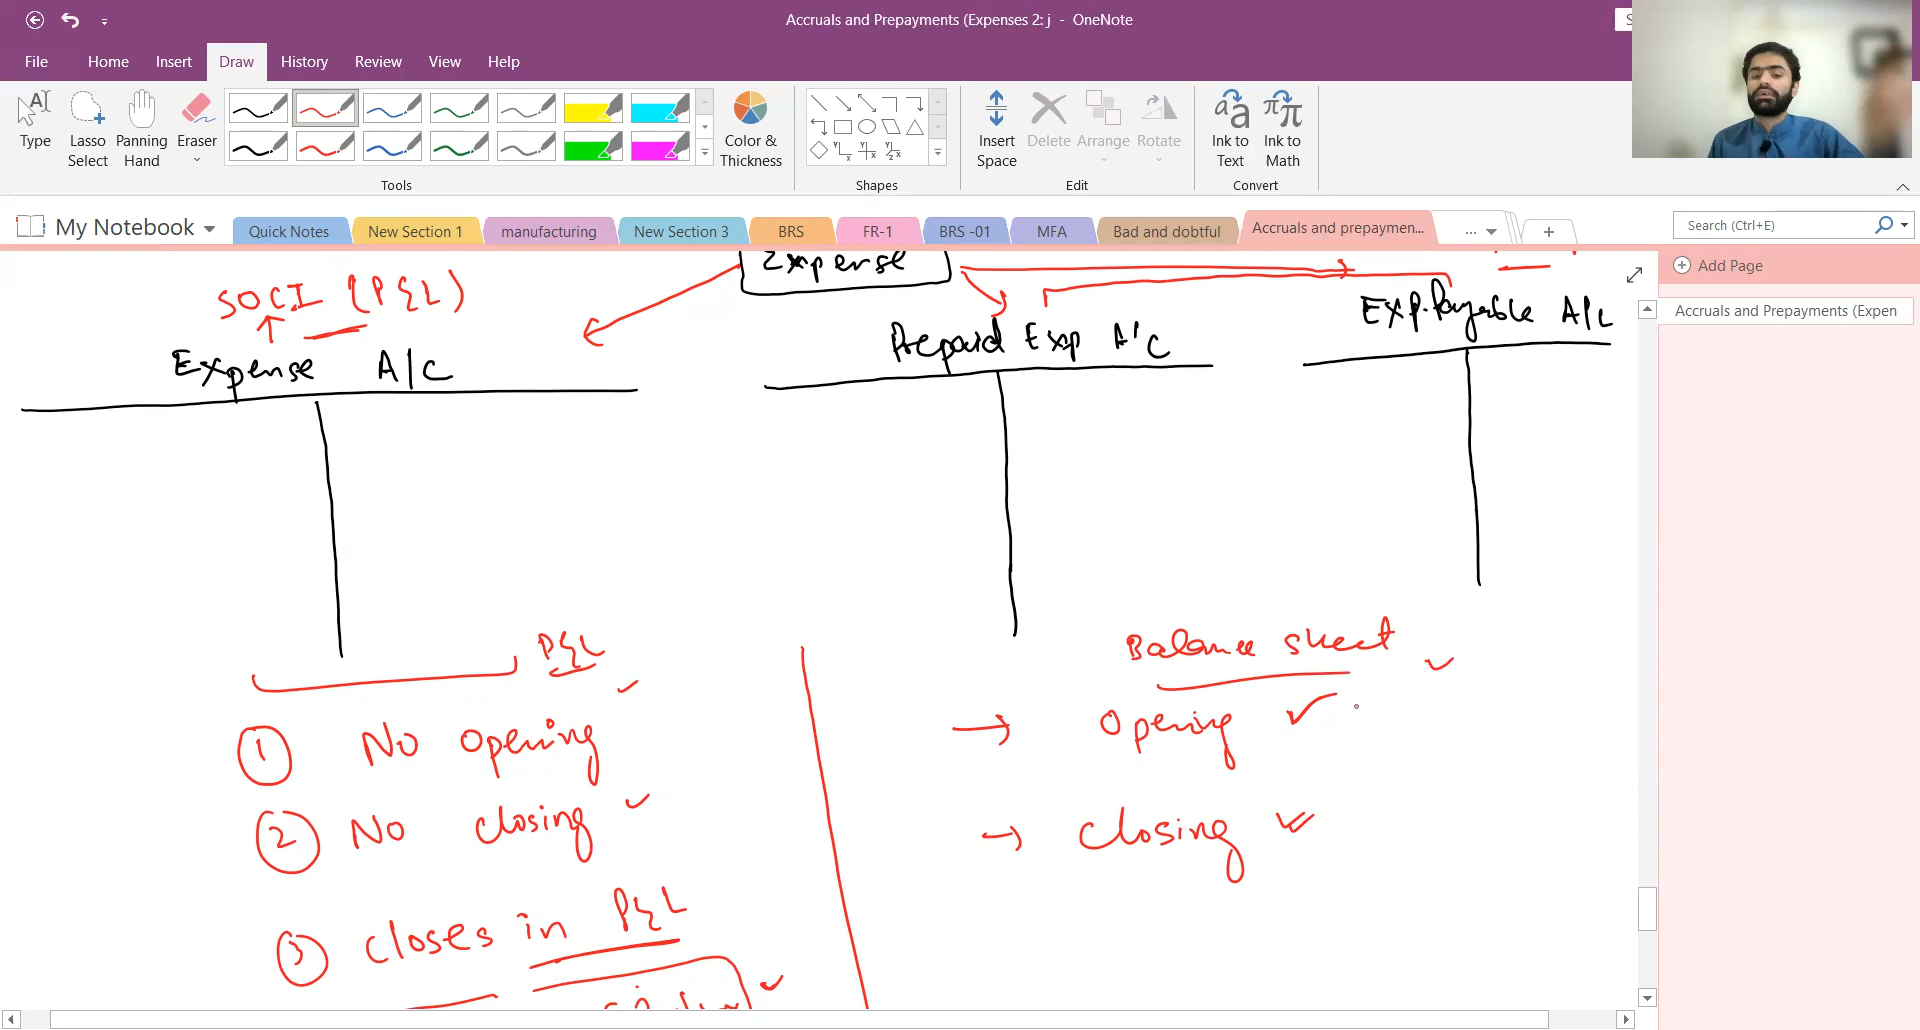 Accruals and Prepayments (Expenses 2: j - OneNote
File Home Insert Draw History Review View Help
Type
Lasso Select
Panning Hand
Eraser
Color & Thickness
Insert Space
Delete
Arrange
Rotate
Ink to Text
Ink to Math
Tools
Shapes
Edit
Convert
My Notebook
Quick Notes
New Section 1
manufacturing
New Section 3
BRS
FR-1
BRS -01
MFA
Bad and dobtful
Accruals and prepaymen...
...
Search (Ctrl+E)
Add Page
Accruals and Prepayments (Expen
Expense
SOCI (P&L)
Expense A/C
Prepaid Exp A/C
Exp. Payable A/C
P&L
① No opening
② No closing
③ closes in P&L
Balance sheet
→ Opening ✓
→ Closing ✓